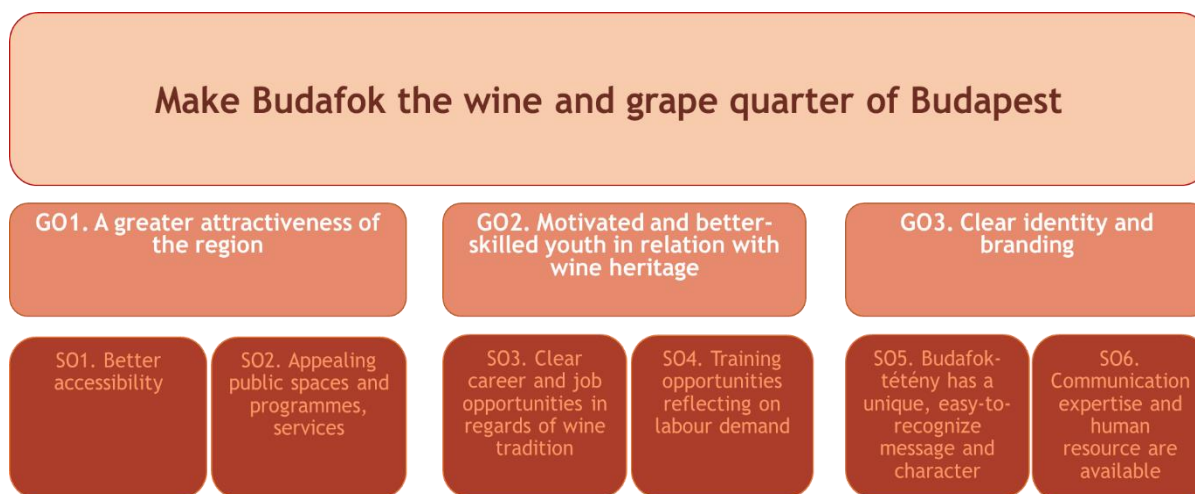 Make Budafok the wine and grape quarter of Budapest
GO1. A greater attractiveness of
the region
GO2. Motivated and better-
skilled youth in relation with
wine heritage
GO3. Clear identity and
branding
SO1. Better
accessibility
SO2. Appealing
public spaces and
programmes,
services
SO3. Clear
career and job
opportunities in
regards of wine
tradition
SO4. Training
opportunities
reflecting on
labour demand
SO5. Budafok-
tétény has a
unique, easy-to-
recognize
message and
character
SO6.
Communication
expertise and
human
resource are
available